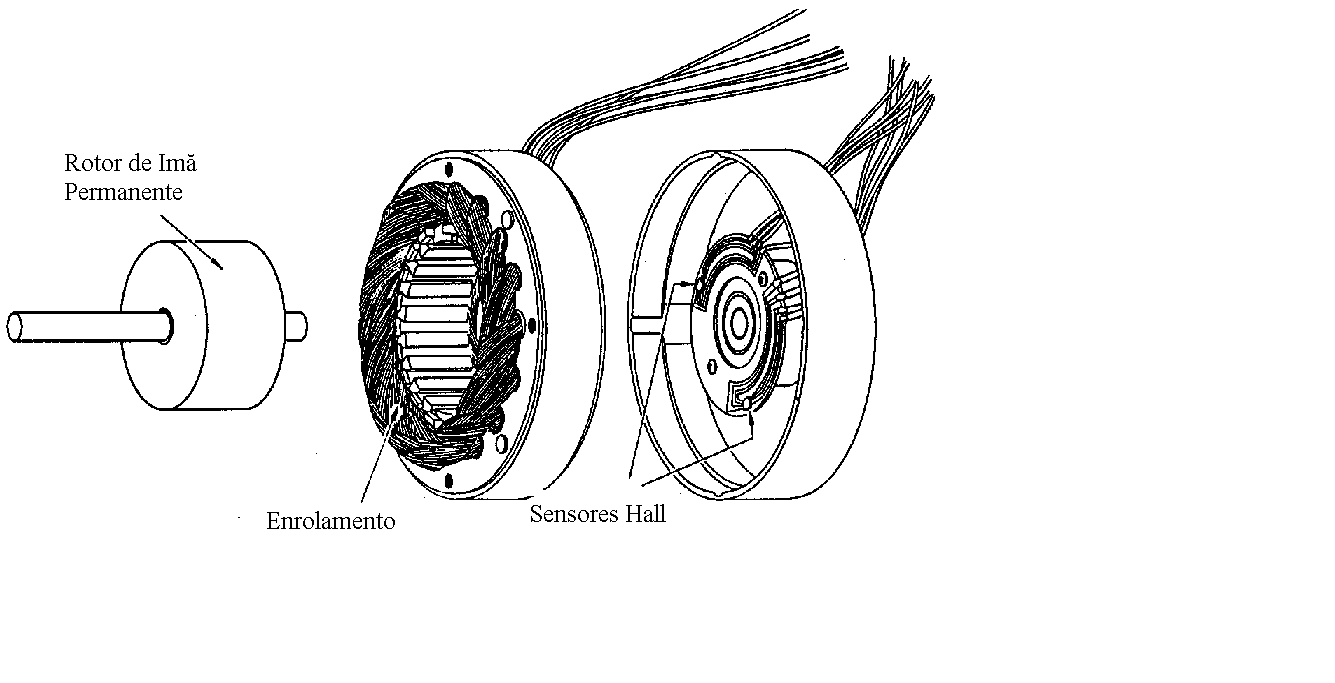 Rotor de Imă
Permanente
Enrolamento
Sensores Hall